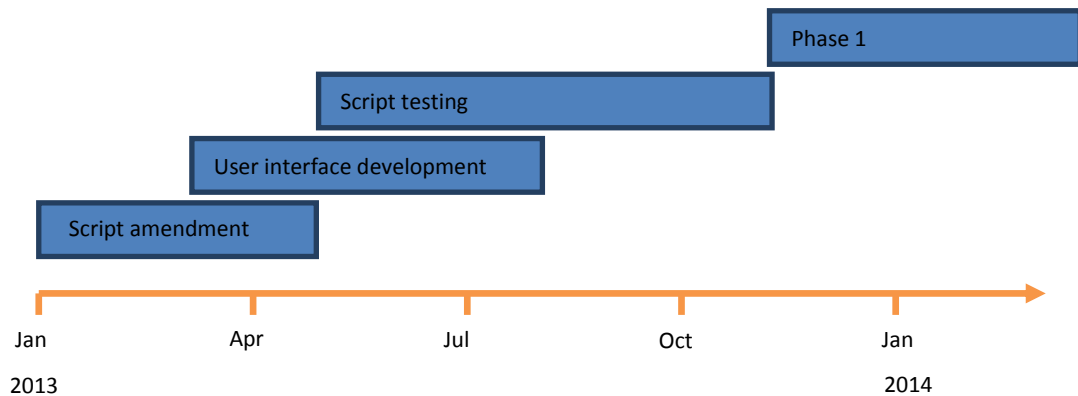 Phase 1
Script testing
User interface development
Script amendment
Jan Apr Jul Oct Jan
2013 2014